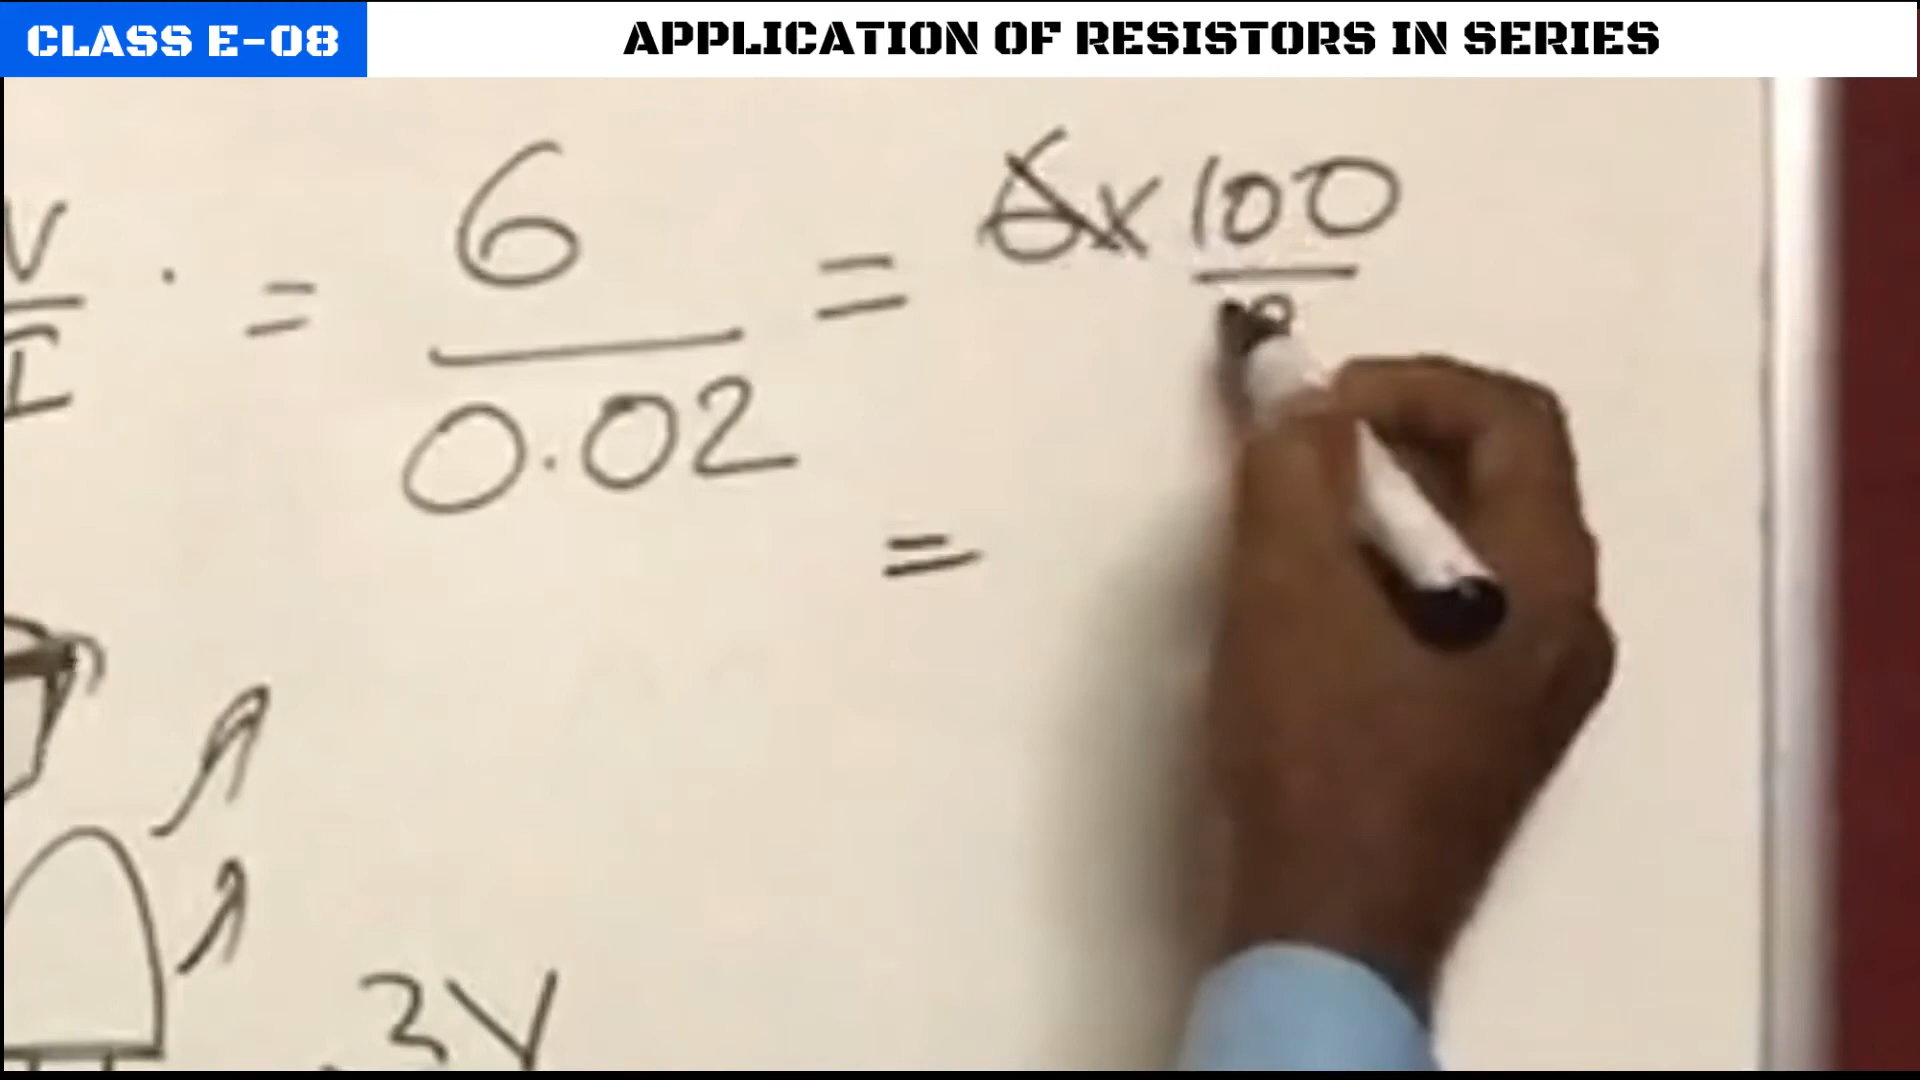 CLASS E-08
APPLICATION OF RESISTORS IN SERIES
V/I = 6/0.02 = 6 x 100/2
=
3V